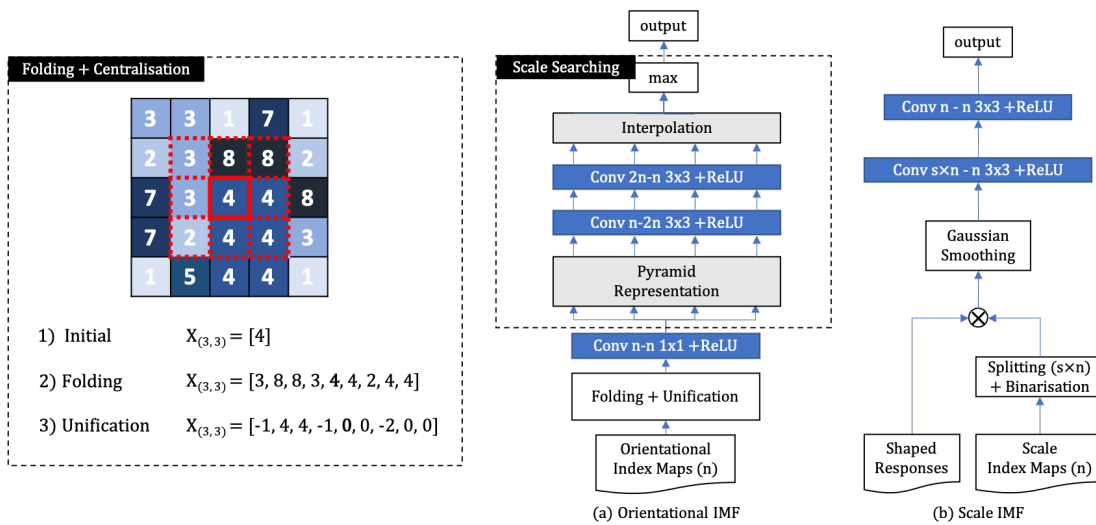 Folding + Centralisation
3 3 1 7 1
2 3 8 8 2
7 3 4 4 8
7 2 4 4 3
1 5 4 4 1
1) Initial X(3,3) = [4]
2) Folding X(3,3) = [3, 8, 8, 3, 4, 4, 2, 4, 4]
3) Unification X(3,3) = [-1, 4, 4, -1, 0, 0, -2, 0, 0]
output
Scale Searching
max
Interpolation
Conv 2n-n 3x3 +ReLU
Conv n-2n 3x3 +ReLU
Pyramid
Representation
Conv n-n 1x1 +ReLU
Folding + Unification
Orientational
Index Maps (n)
(a) Orientational IMF
output
Conv n - n 3x3 +ReLU
Conv s×n - n 3x3 +ReLU
Gaussian
Smoothing
Splitting (s×n)
+ Binarisation
Shaped
Responses
Scale
Index Maps (n)
(b) Scale IMF